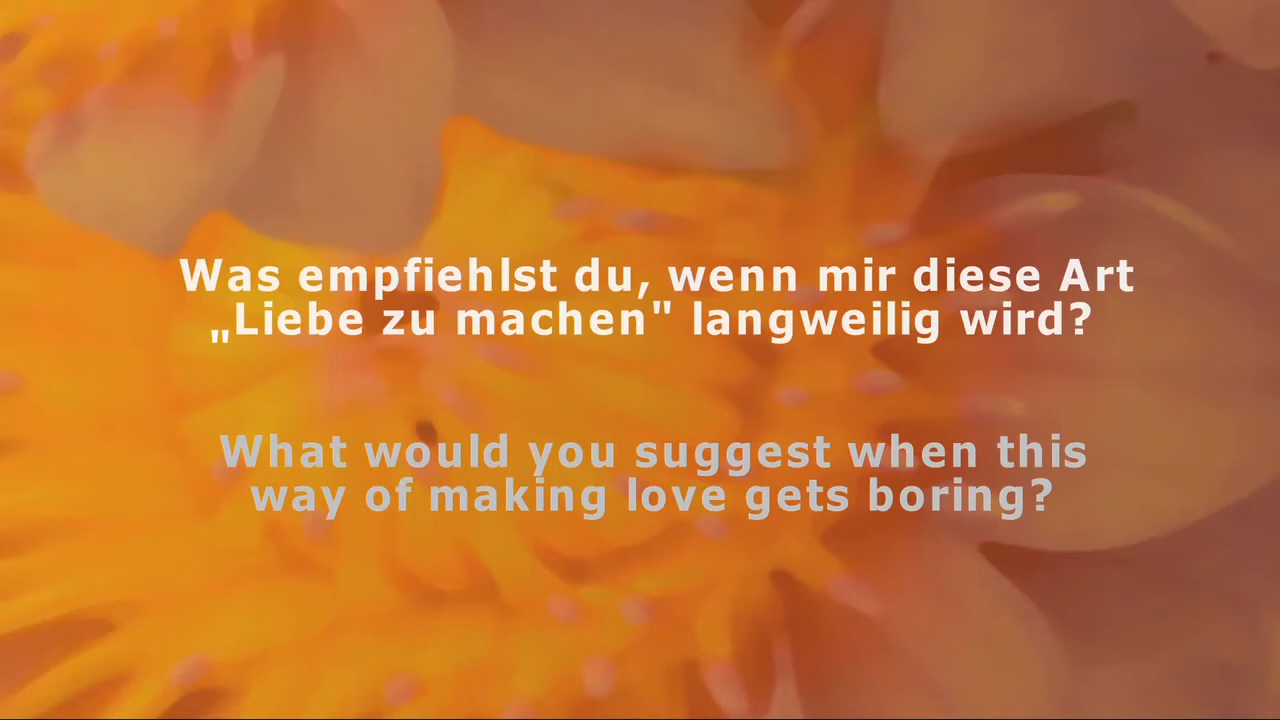 Was empfiehlst du, wenn mir diese Art
„Liebe zu machen" langweilig wird?
What would you suggest when this
way of making love gets boring?